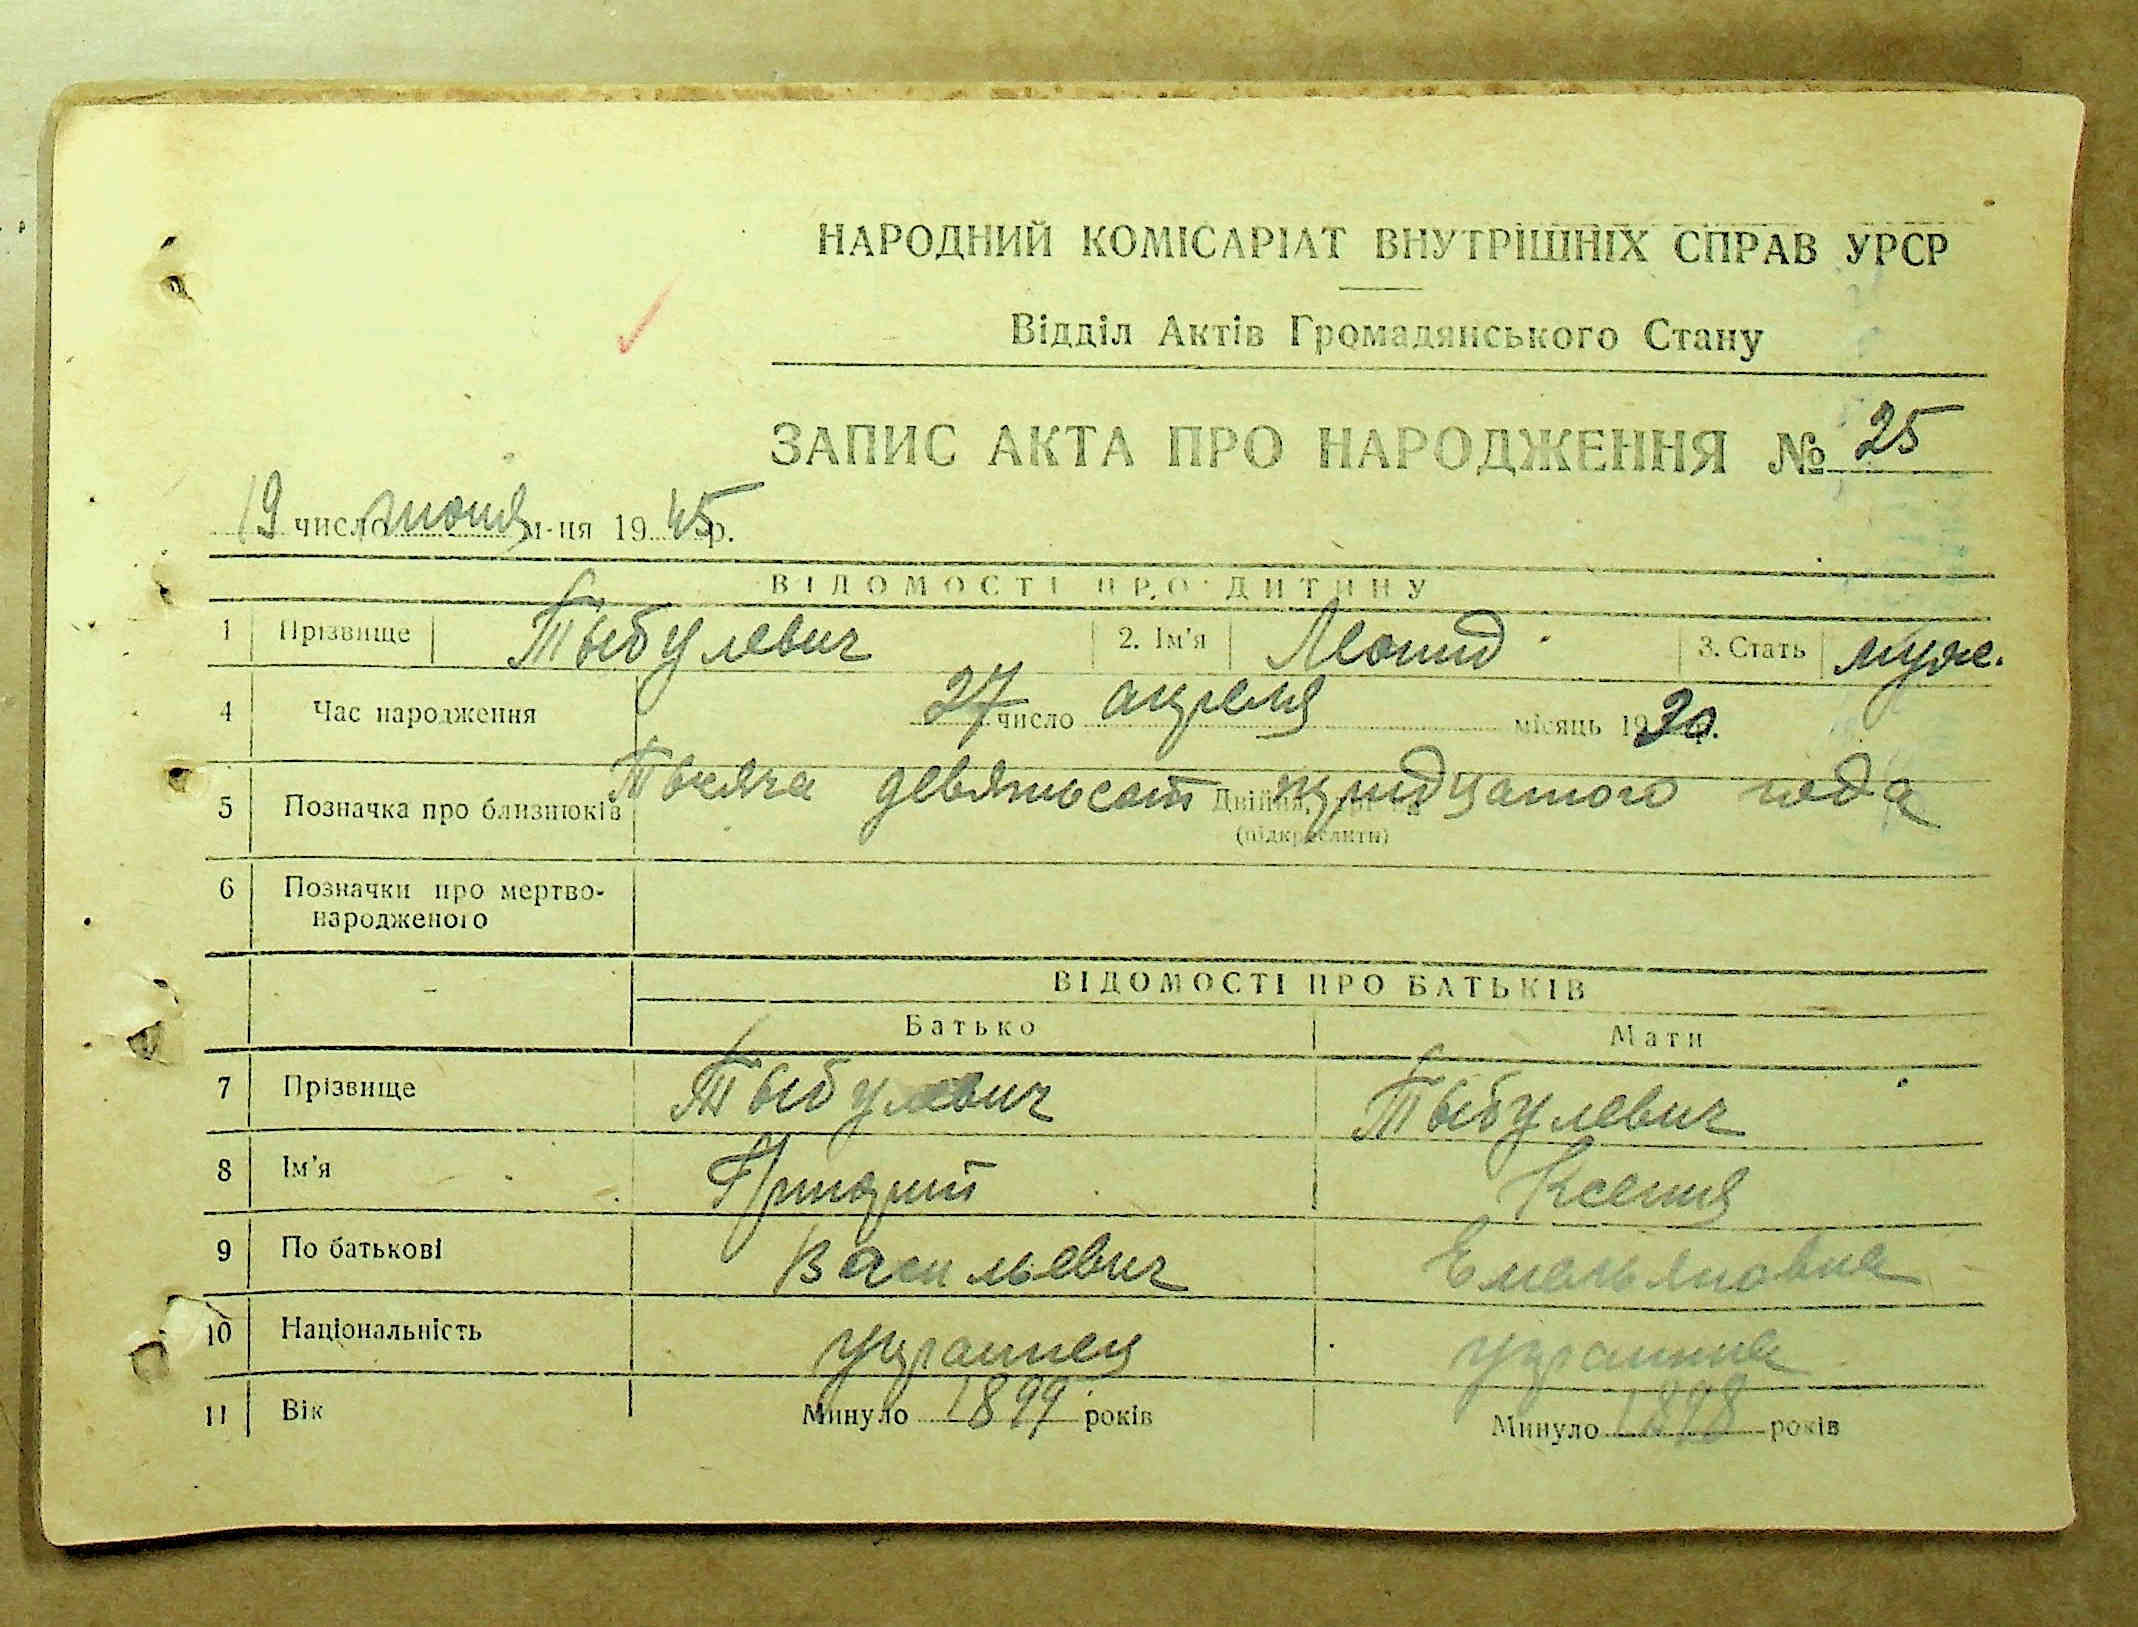 НАРОДНИЙ КОМІСАРІАТ ВНУТРІШНІХ СПРАВ УРСР
Відділ Актів Громадянського Стану
ЗАПИС АКТА ПРО НАРОДЖЕННЯ № 25
19 число июня м-ця 1945 р.
ВІДОМОСТІ ПРО ДИТИНУ
1 Прізвище Тыбулевич 2. Ім'я Леонид 3. Стать муж.
4 Час народження 27 число апреля місяць 1930 р.
Тысяча девятьсот тридцатого года
5 Позначка про близнюків Двійня,
(підкреслити)
6 Позначки про мертво-
народженого
ВІДОМОСТІ ПРО БАТЬКІВ
Батько Мати
7 Прізвище Тыбулевич Тыбулевич
8 Ім'я Григорий Ксения
9 По батькові Васильевич Емельяновна
10 Національність украинец украинка
11 Вік Минуло 1899 років Минуло 1898 років